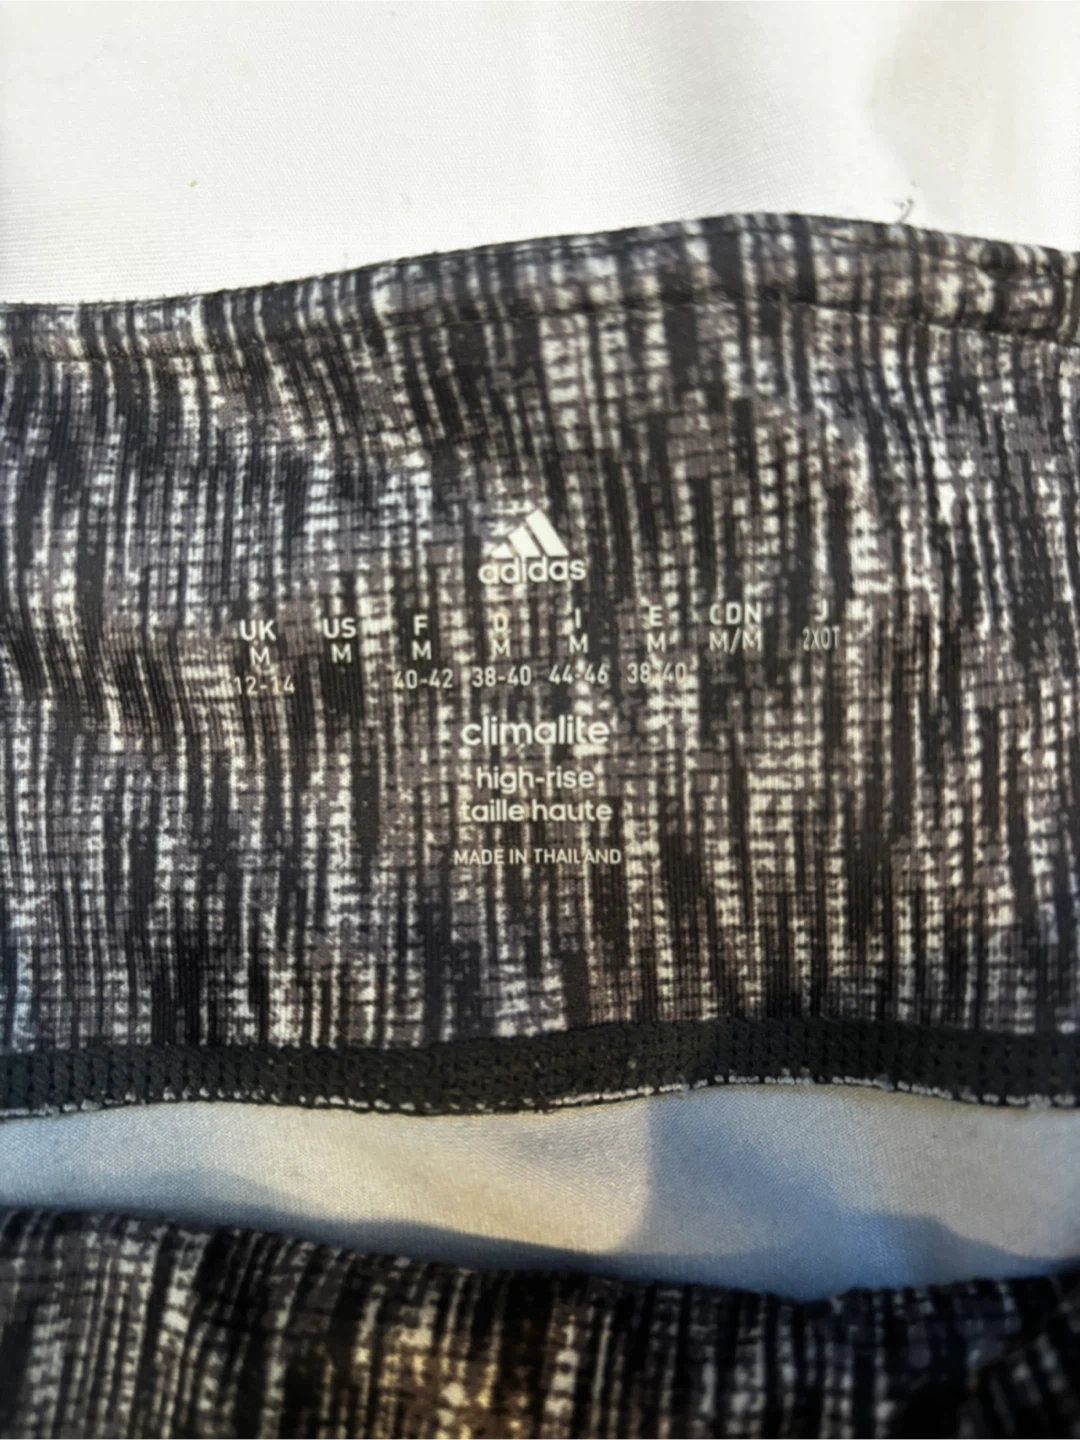 adidas
UK US F D I E CDN J
M M M M M M M/M 2XOT
12-14 40-42 38-40 44-46 38-40
climalite
high-rise
taille haute
MADE IN THAILAND